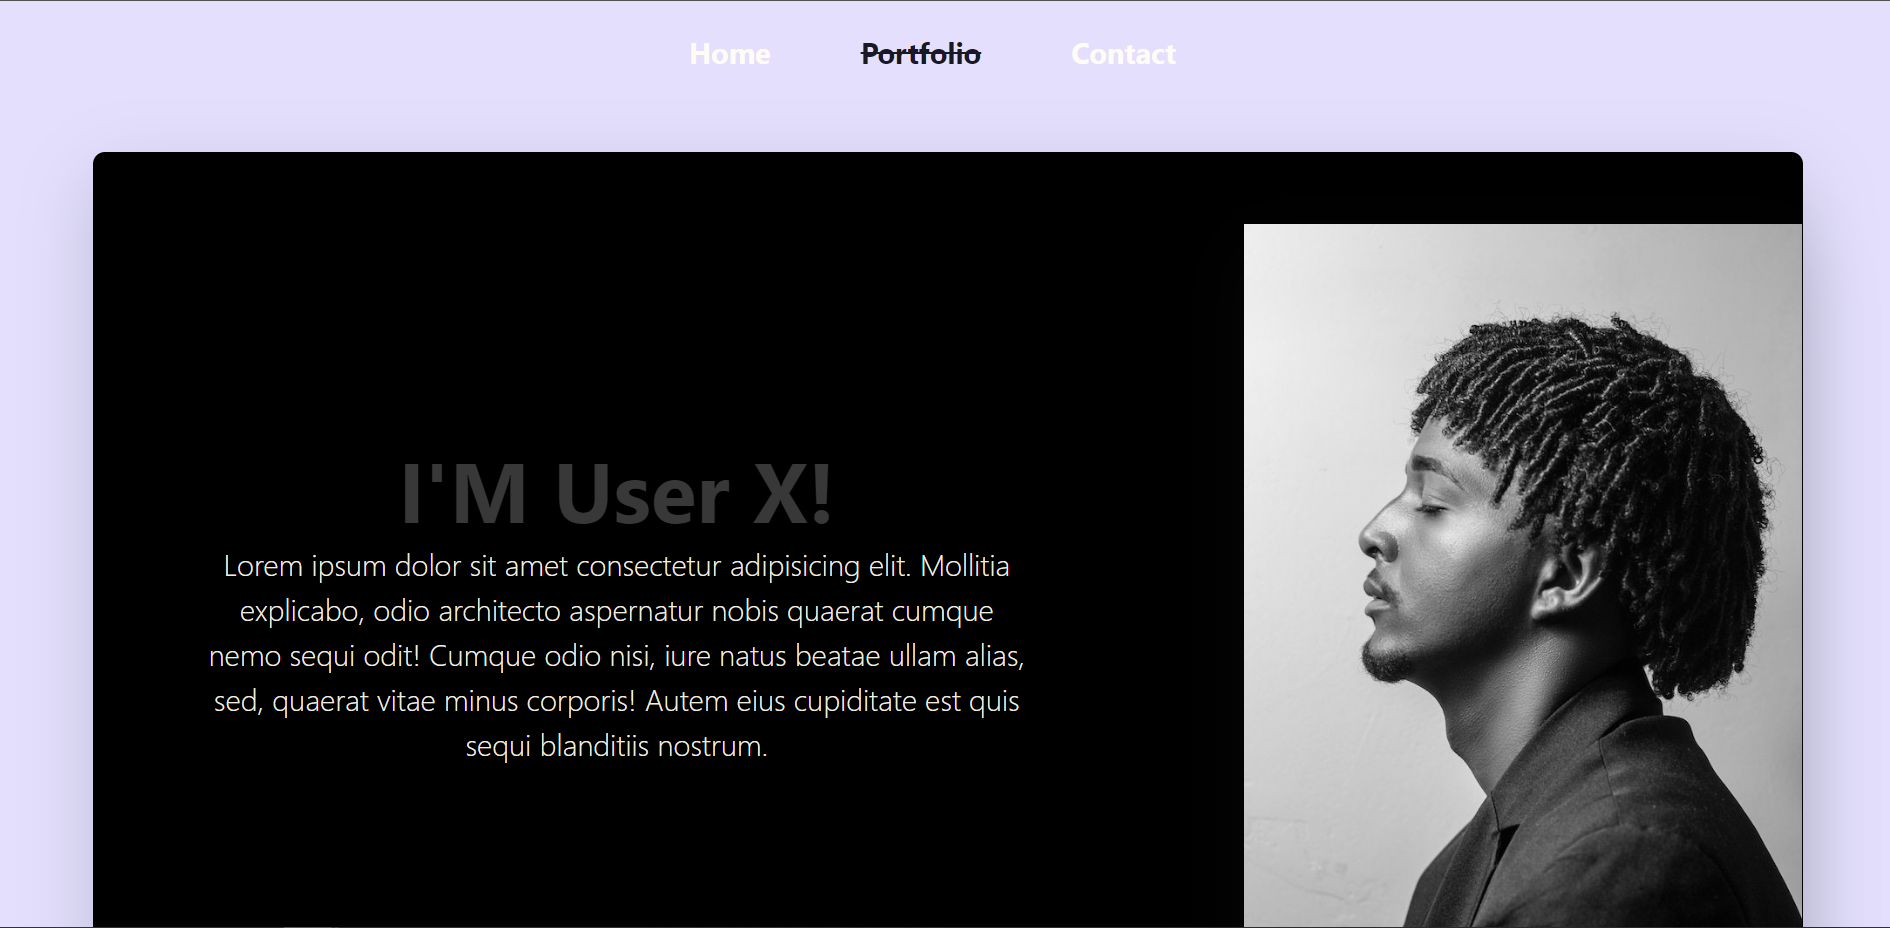 Home Portfolio Contact
I'M User X!
Lorem ipsum dolor sit amet consectetur adipisicing elit. Mollitia
explicabo, odio architecto aspernatur nobis quaerat cumque
nemo sequi odit! Cumque odio nisi, iure natus beatae ullam alias,
sed, quaerat vitae minus corporis! Autem eius cupiditate est quis
sequi blanditiis nostrum.